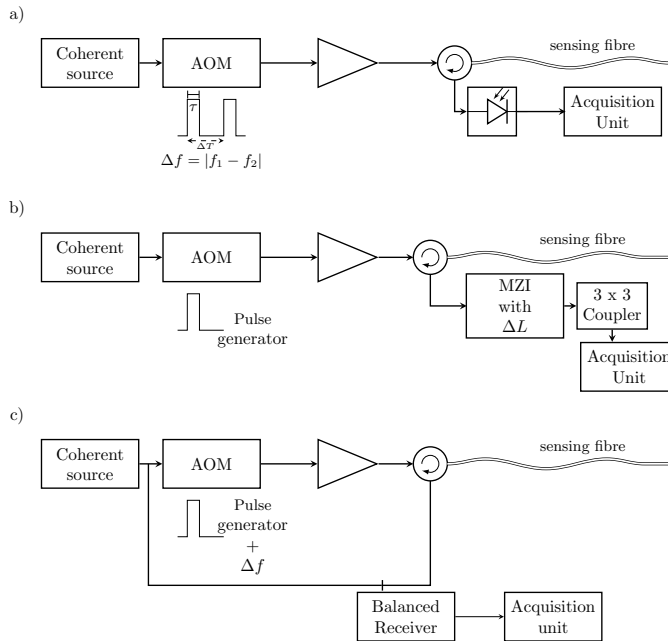 a)
Coherent
source
AOM
sensing fibre
τ
ΔT
Δf = |f₁ − f₂|
Acquisition
Unit
b)
Coherent
source
AOM
sensing fibre
Pulse
generator
MZI
with
ΔL
3 x 3
Coupler
Acquisition
Unit
c)
Coherent
source
AOM
sensing fibre
Pulse
generator
+
Δf
Balanced
Receiver
Acquisition
unit